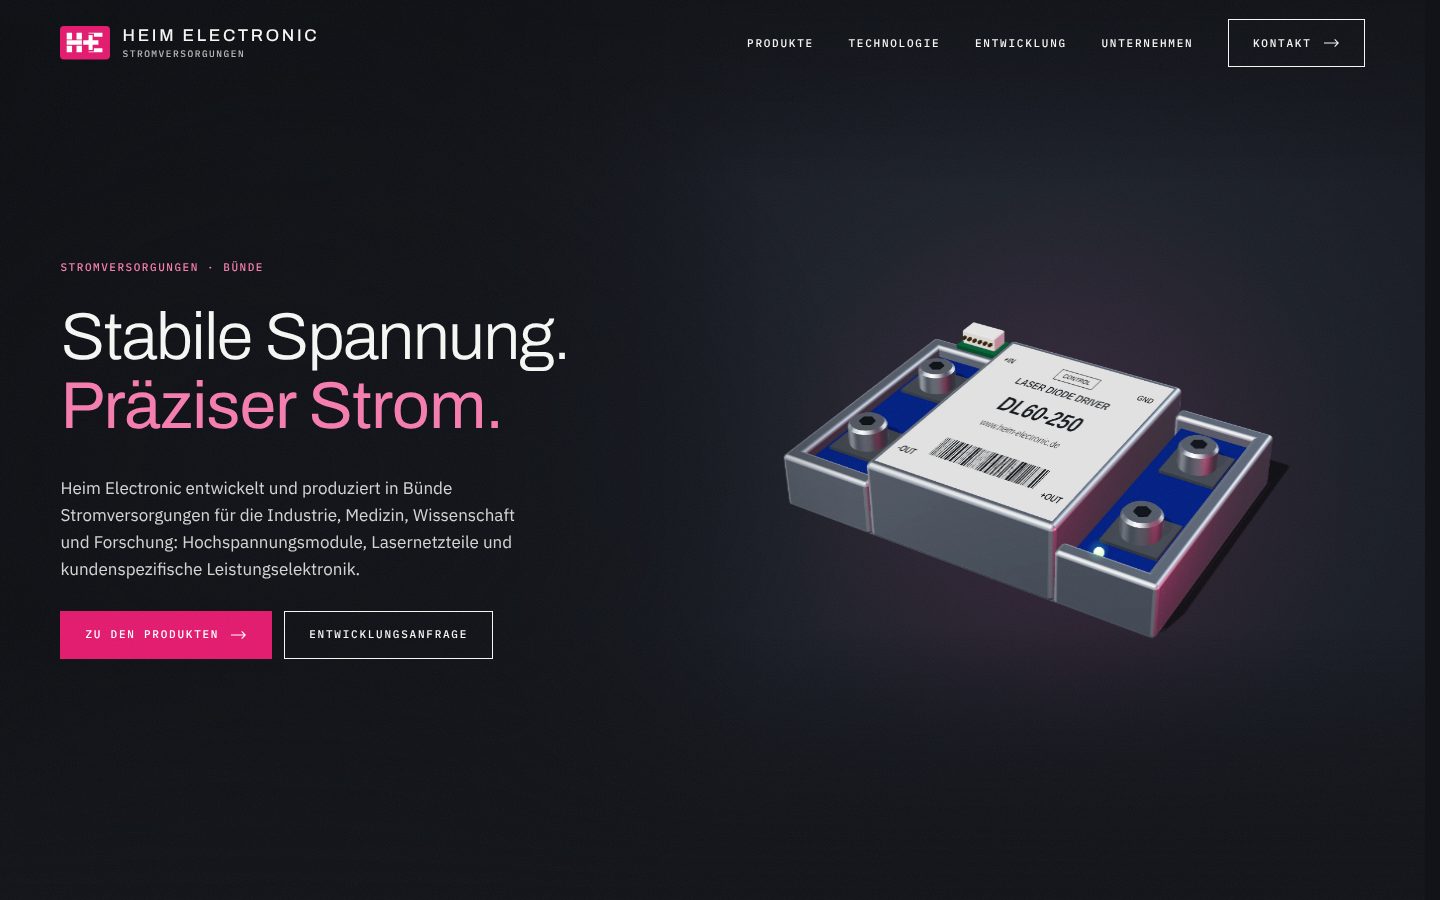 HE
HEIM ELECTRONIC
STROMVERSORGUNGEN
PRODUKTE
TECHNOLOGIE
ENTWICKLUNG
UNTERNEHMEN
KONTAKT →
STROMVERSORGUNGEN · BÜNDE
Stabile Spannung.
Präziser Strom.
Heim Electronic entwickelt und produziert in Bünde
Stromversorgungen für die Industrie, Medizin, Wissenschaft
und Forschung: Hochspannungsmodule, Lasernetzteile und
kundenspezifische Leistungselektronik.
ZU DEN PRODUKTEN →
ENTWICKLUNGSANFRAGE
+IN
CONTROL
GND
LASER DIODE DRIVER
DL60-250
www.heim-electronic.de
-OUT
+OUT